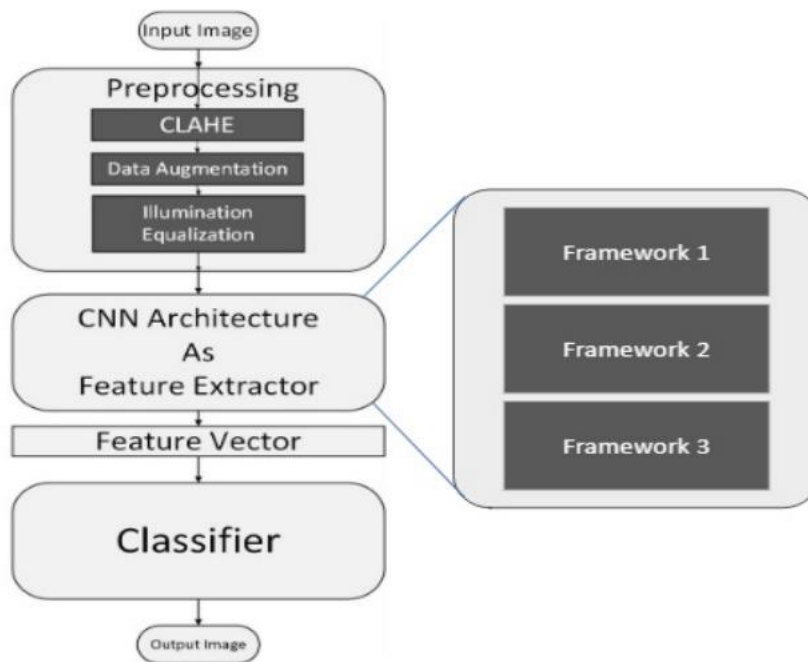 Input Image
Preprocessing
CLAHE
Data Augmentation
Illumination
Equalization
CNN Architecture
As
Feature Extractor
Feature Vector
Classifier
Output Image
Framework 1
Framework 2
Framework 3